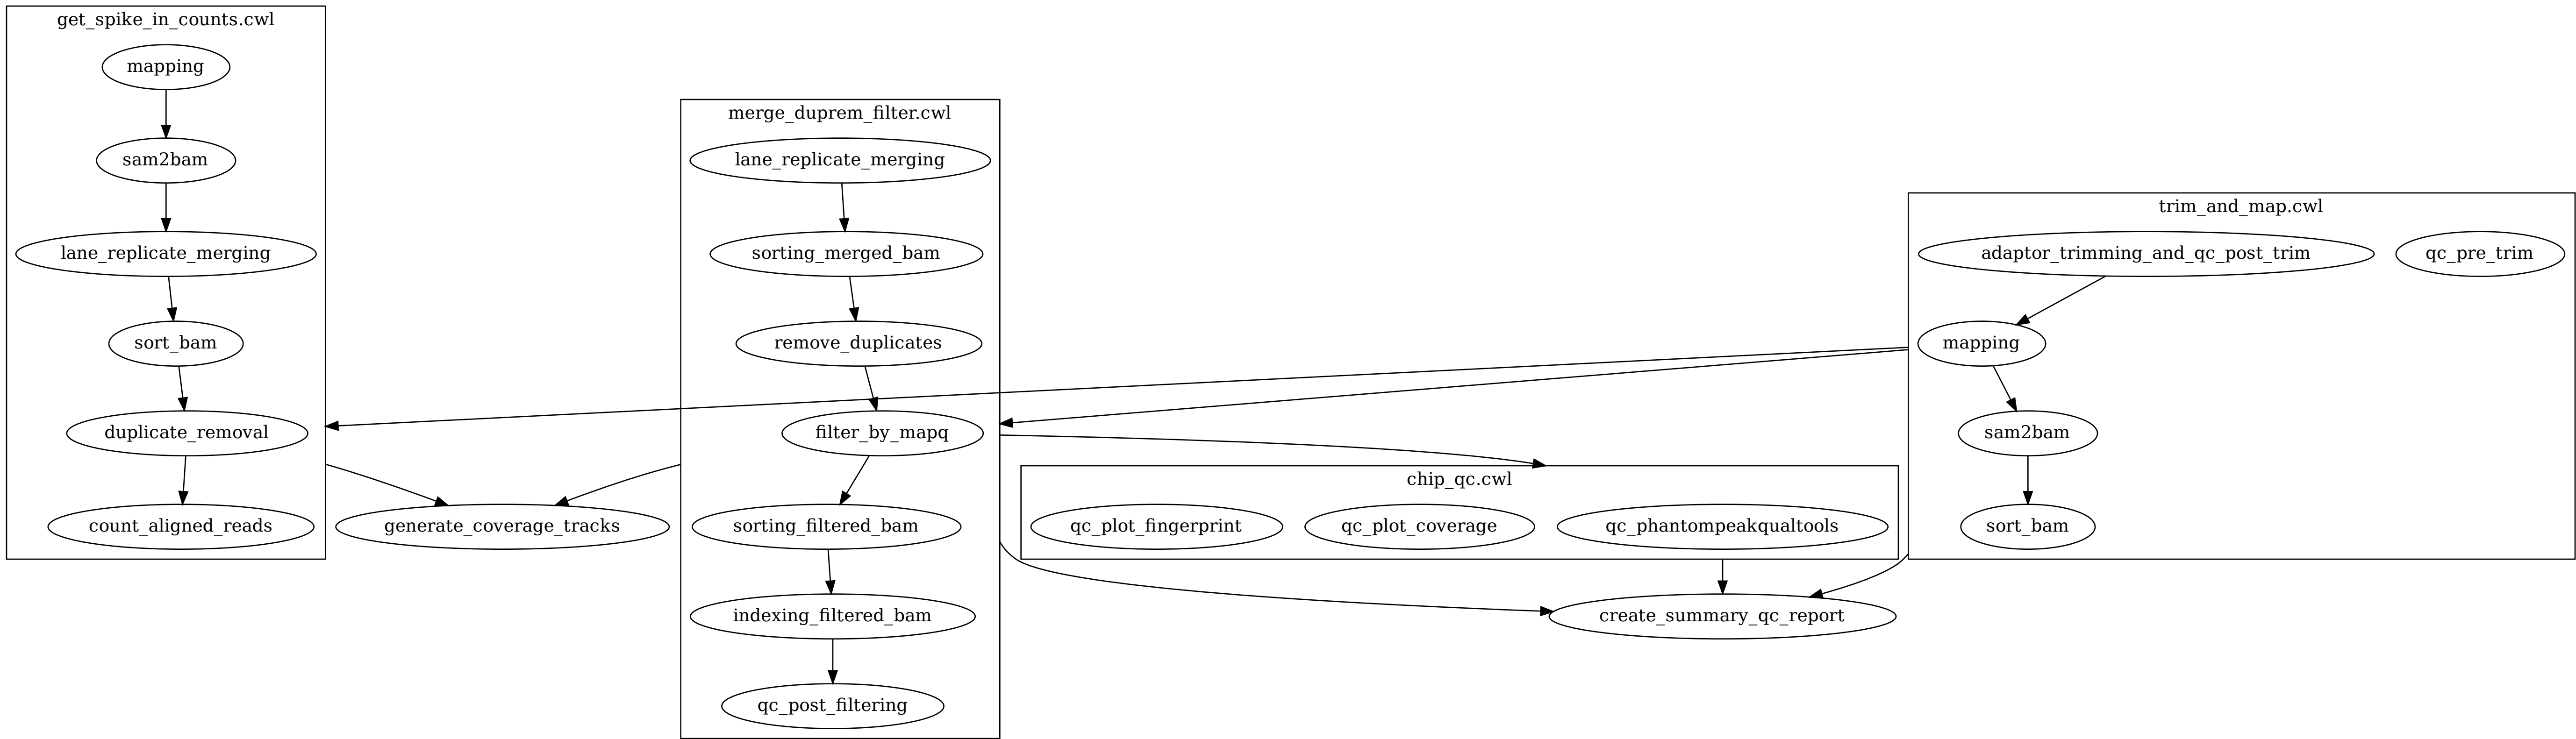 get_spike_in_counts.cwl
mapping
sam2bam
lane_replicate_merging
sort_bam
duplicate_removal
count_aligned_reads
generate_coverage_tracks
merge_duprem_filter.cwl
lane_replicate_merging
sorting_merged_bam
remove_duplicates
filter_by_mapq
sorting_filtered_bam
indexing_filtered_bam
qc_post_filtering
chip_qc.cwl
qc_plot_fingerprint
qc_plot_coverage
qc_phantompeakqualtools
create_summary_qc_report
trim_and_map.cwl
adaptor_trimming_and_qc_post_trim
qc_pre_trim
mapping
sam2bam
sort_bam